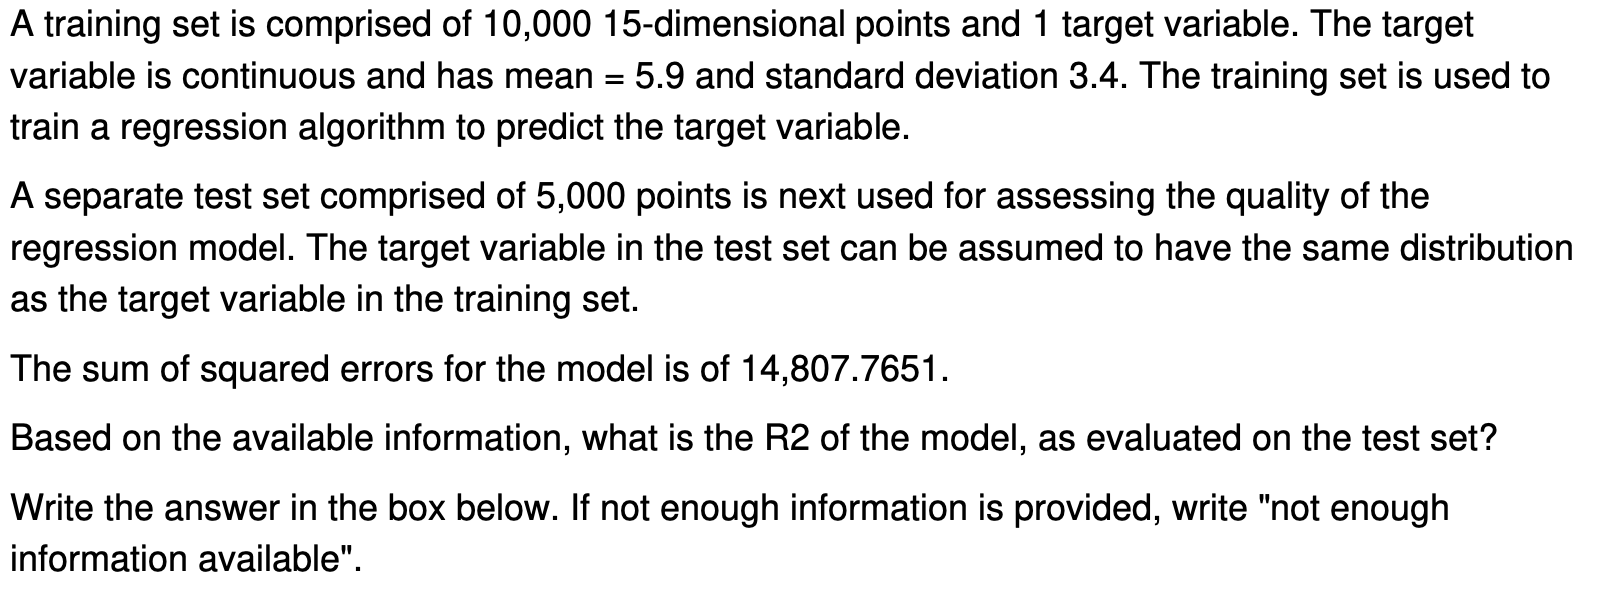 A training set is comprised of 10,000 15-dimensional points and 1 target variable. The target
variable is continuous and has mean = 5.9 and standard deviation 3.4. The training set is used to
train a regression algorithm to predict the target variable.
A separate test set comprised of 5,000 points is next used for assessing the quality of the
regression model. The target variable in the test set can be assumed to have the same distribution
as the target variable in the training set.
The sum of squared errors for the model is of 14,807.7651.
Based on the available information, what is the R2 of the model, as evaluated on the test set?
Write the answer in the box below. If not enough information is provided, write "not enough
information available".